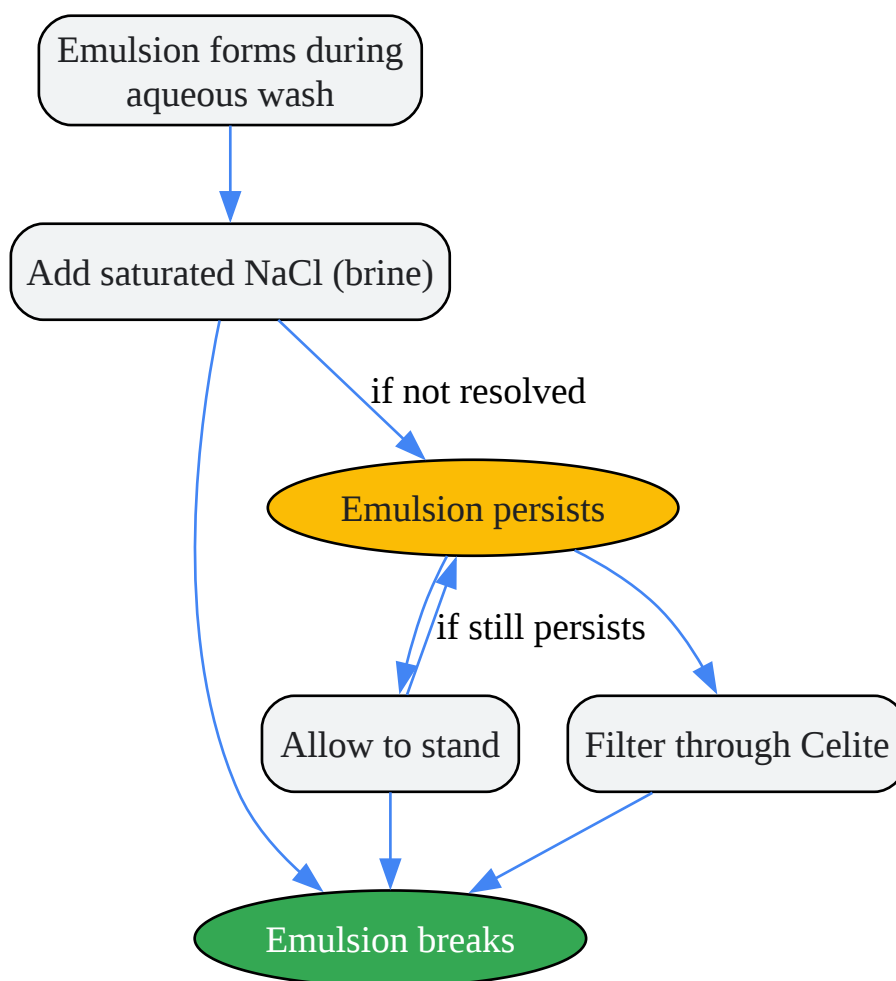 Emulsion forms during
aqueous wash
Add saturated NaCl (brine)
if not resolved
Emulsion persists
if still persists
Allow to stand
Filter through Celite
Emulsion breaks